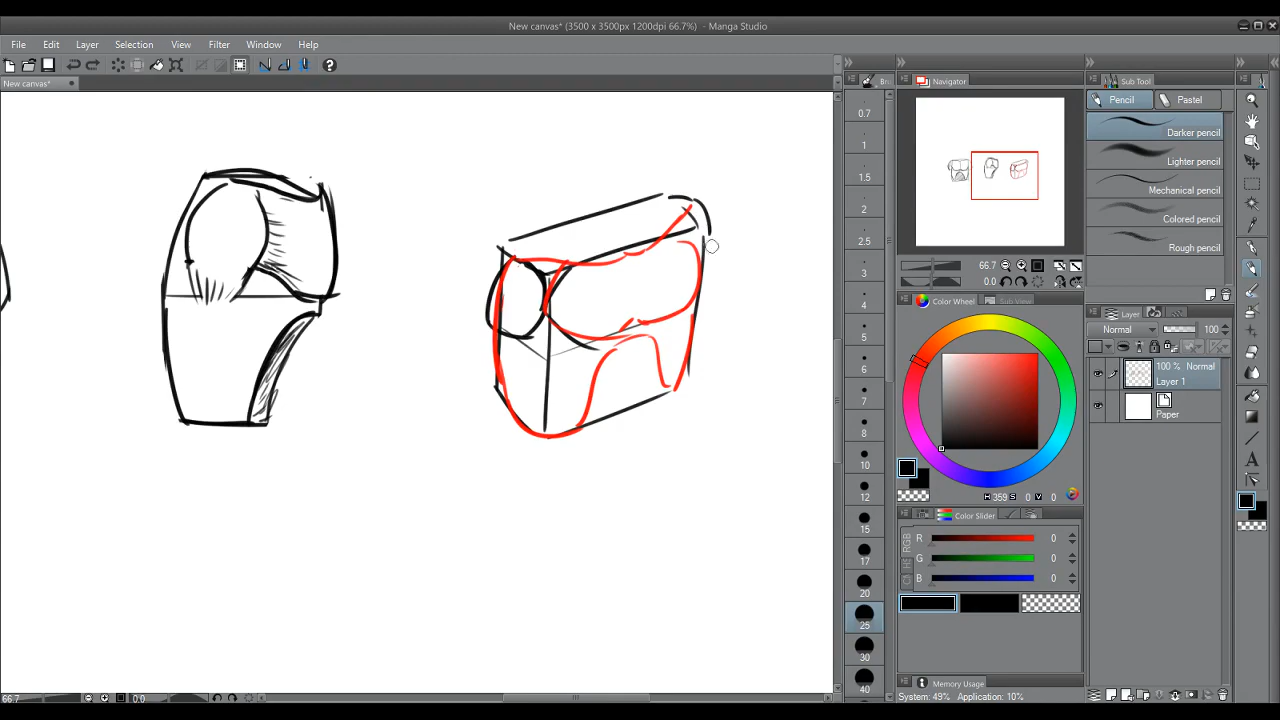 New canvas* (3500 x 3500px 1200dpi 66.7%) - Manga Studio
File Edit Layer Selection View Filter Window Help
New canvas*
Navigator
Sub Tool
Pencil Pastel
Darker pencil
Lighter pencil
Mechanical pencil
Colored pencil
Rough pencil
0.7
1
1.5
2
2.5
3
4
5
6
7
8
10
12
15
17
20
25
30
40
66.7
0.0
Color Wheel Sub View
H 359 S 0 V 0
Color Slider
RGB
R 0
G 0
B 0
Layer
Normal 100
100 % Normal
Layer 1
Paper
Memory Usage
System: 49% Application: 10%
66.7 0.0